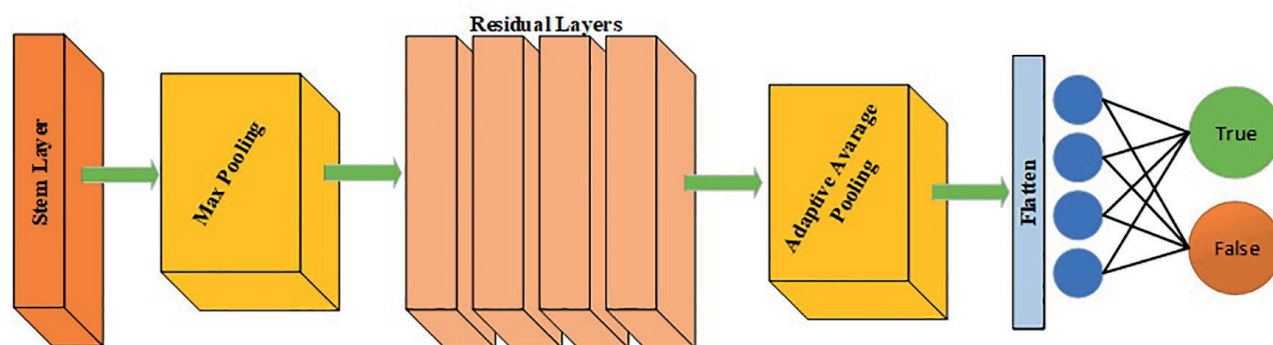 Residual Layers
Stem Layer
Max Pooling
Adaptive Avarage
Pooling
Flatten
True
False